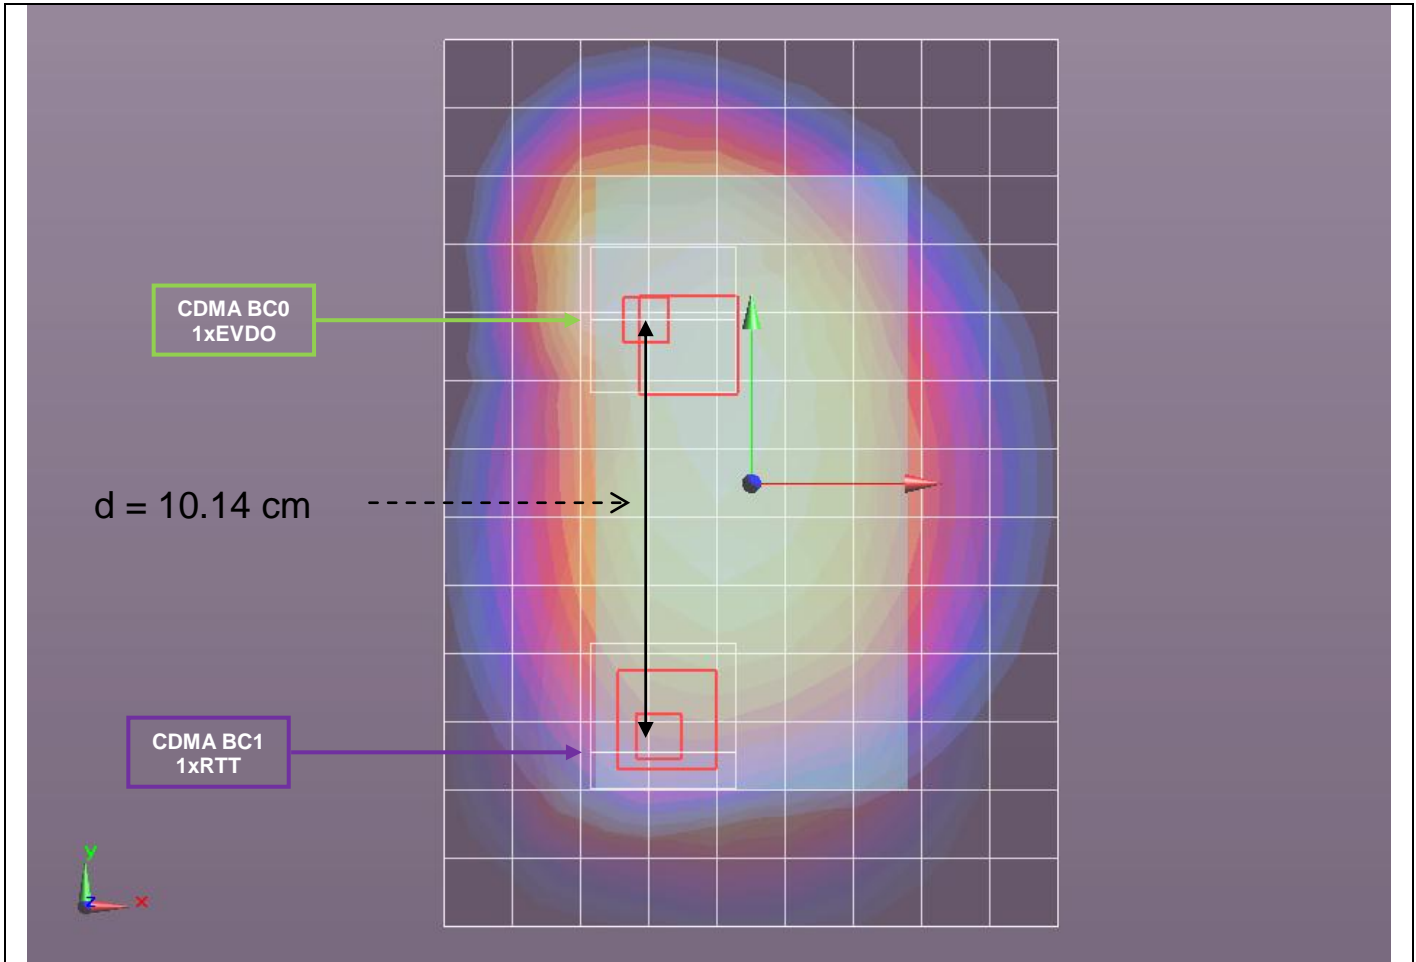 CDMA BC0
1xEVDO
d = 10.14 cm
CDMA BC1
1xRTT
y
z
x